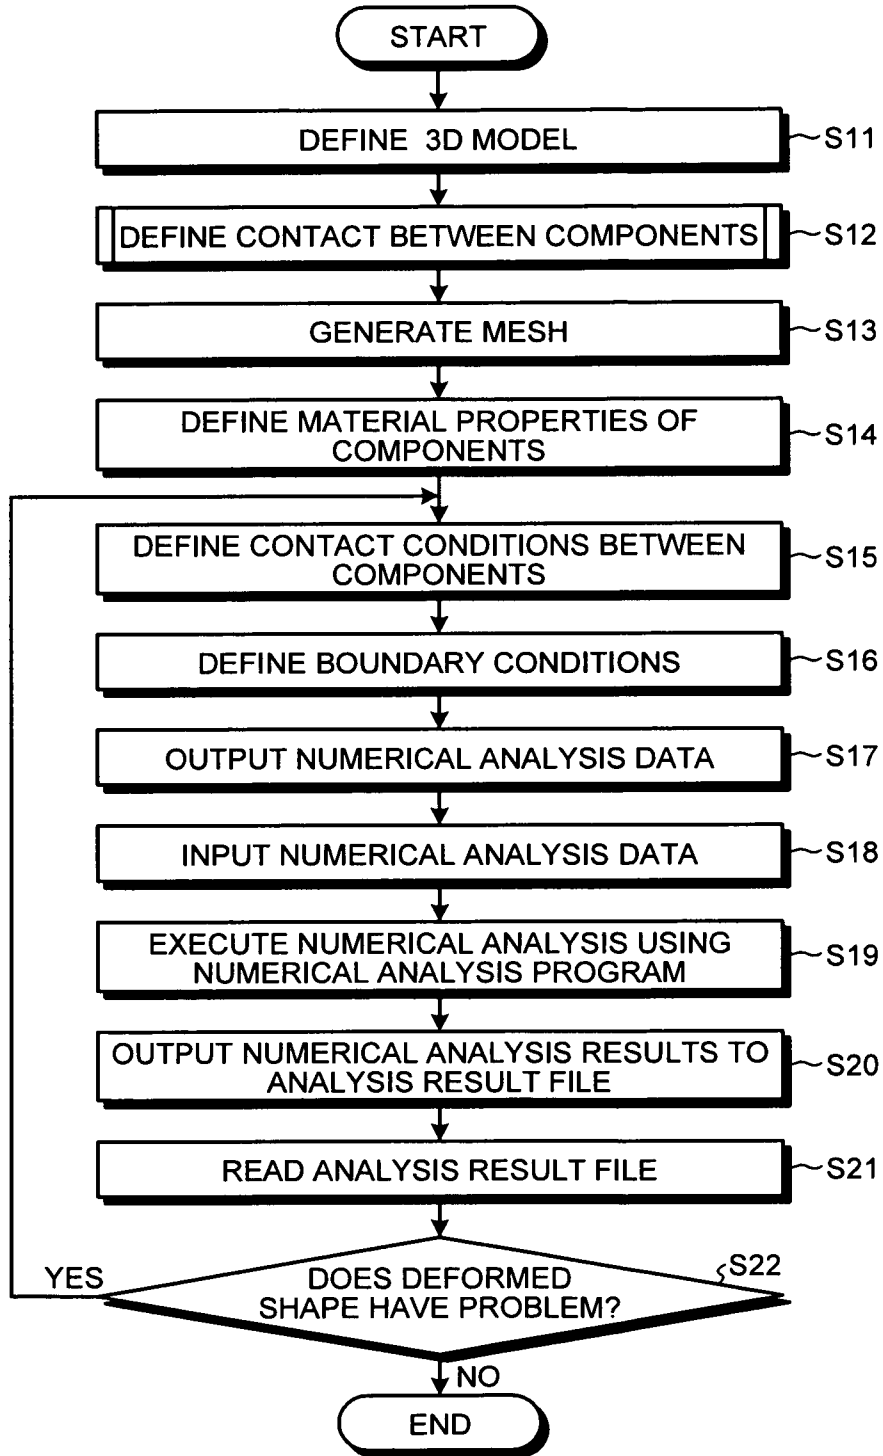 START
DEFINE 3D MODEL
S11
DEFINE CONTACT BETWEEN COMPONENTS
S12
GENERATE MESH
S13
DEFINE MATERIAL PROPERTIES OF
COMPONENTS
S14
DEFINE CONTACT CONDITIONS BETWEEN
COMPONENTS
S15
DEFINE BOUNDARY CONDITIONS
S16
OUTPUT NUMERICAL ANALYSIS DATA
S17
INPUT NUMERICAL ANALYSIS DATA
S18
EXECUTE NUMERICAL ANALYSIS USING
NUMERICAL ANALYSIS PROGRAM
S19
OUTPUT NUMERICAL ANALYSIS RESULTS TO
ANALYSIS RESULT FILE
S20
READ ANALYSIS RESULT FILE
S21
YES
DOES DEFORMED
SHAPE HAVE PROBLEM?
S22
NO
END